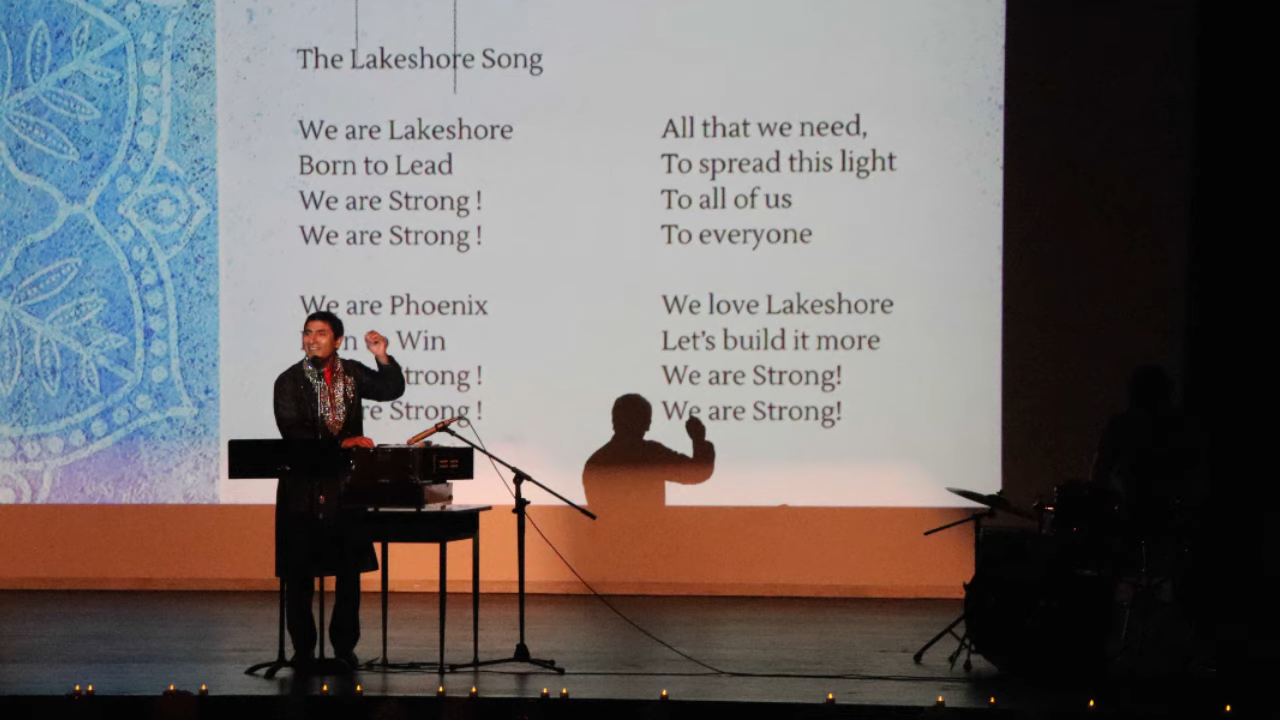 The Lakeshore Song
We are Lakeshore
Born to Lead
We are Strong !
We are Strong !
We are Phoenix
Win
Strong !
Strong !
All that we need,
To spread this light
To all of us
To everyone
We love Lakeshore
Let's build it more
We are Strong!
We are Strong!